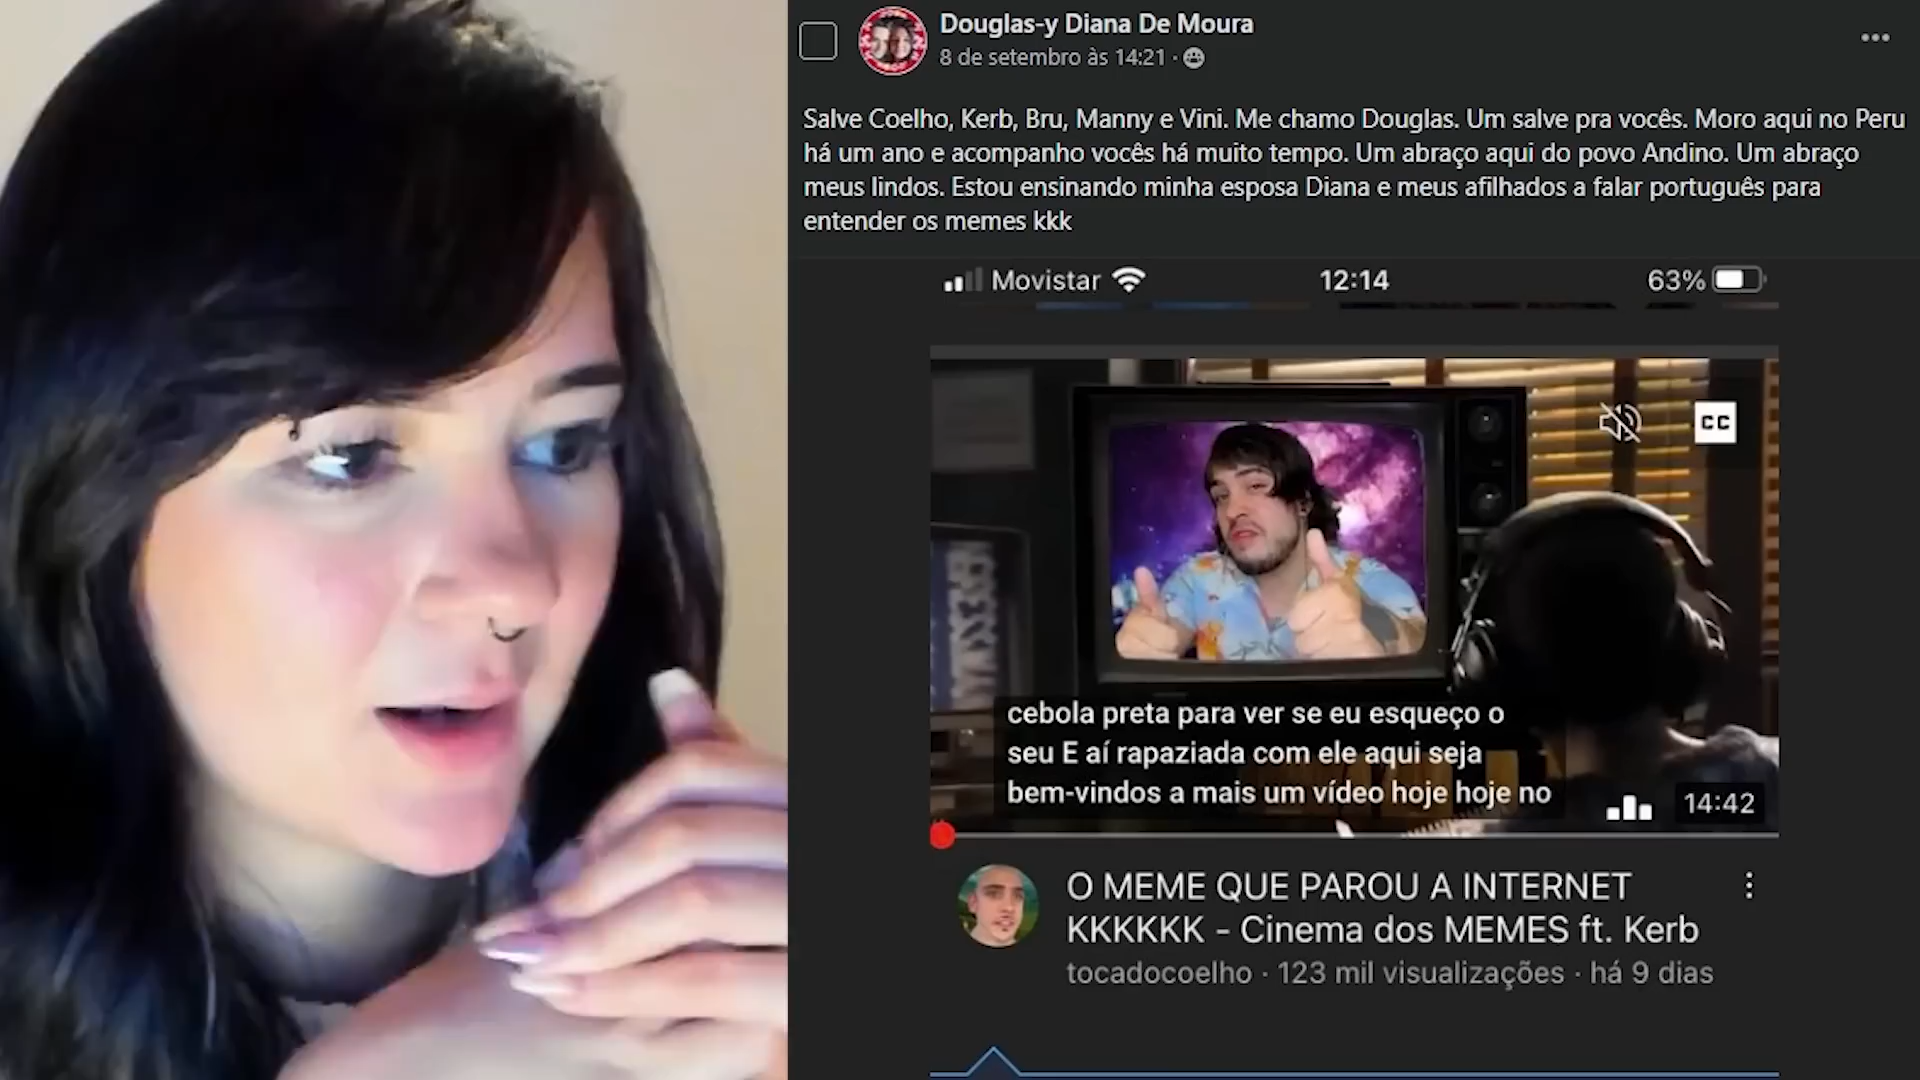 Douglas-y Diana De Moura
8 de setembro às 14:21 ·
Salve Coelho, Kerb, Bru, Manny e Vini. Me chamo Douglas. Um salve pra vocês. Moro aqui no Peru
há um ano e acompanho vocês há muito tempo. Um abraço aqui do povo Andino. Um abraço
meus lindos. Estou ensinando minha esposa Diana e meus afilhados a falar português para
entender os memes kkk
Movistar 12:14 63%
CC
cebola preta para ver se eu esqueço o
seu E aí rapaziada com ele aqui seja
bem-vindos a mais um vídeo hoje hoje no
14:42
O MEME QUE PAROU A INTERNET
KKKKKK - Cinema dos MEMES ft. Kerb
tocadocoelho · 123 mil visualizações · há 9 dias